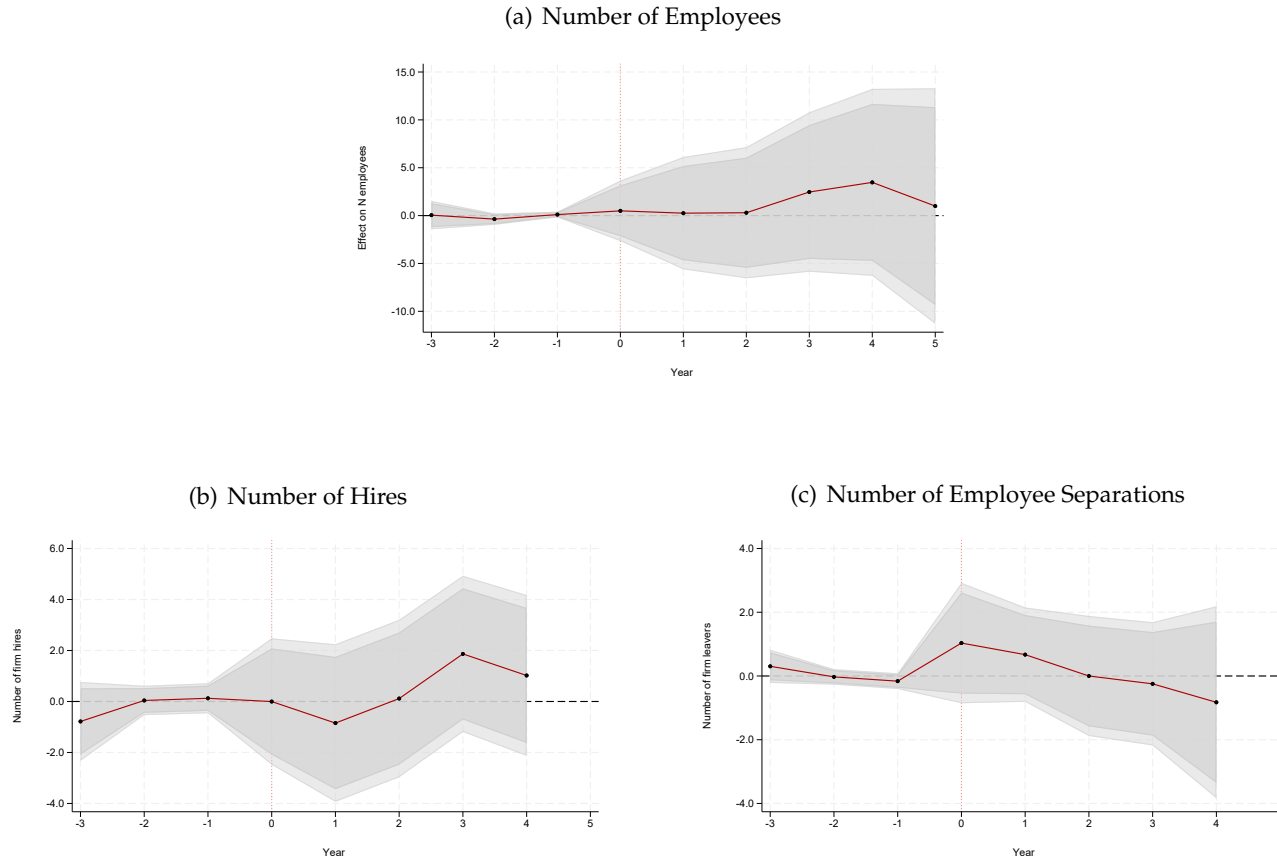 (a) Number of Employees
15.0
10.0
5.0
0.0
-5.0
-10.0
Effect on N employees
-3 -2 -1 0 1 2 3 4 5
Year
(b) Number of Hires
6.0
4.0
2.0
0.0
-2.0
-4.0
Number of firm hires
-3 -2 -1 0 1 2 3 4 5
Year
(c) Number of Employee Separations
4.0
2.0
0.0
-2.0
-4.0
Number of firm leavers
-3 -2 -1 0 1 2 3 4
Year